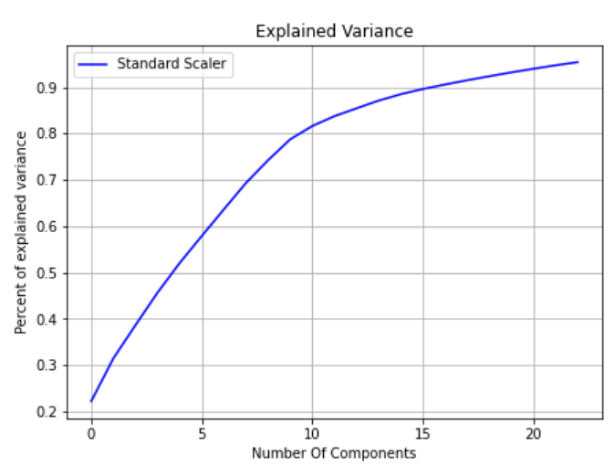 Explained Variance
Standard Scaler
0.9
0.8
0.7
0.6
0.5
0.4
0.3
0.2
Percent of explained variance
0 5 10 15 20
Number Of Components